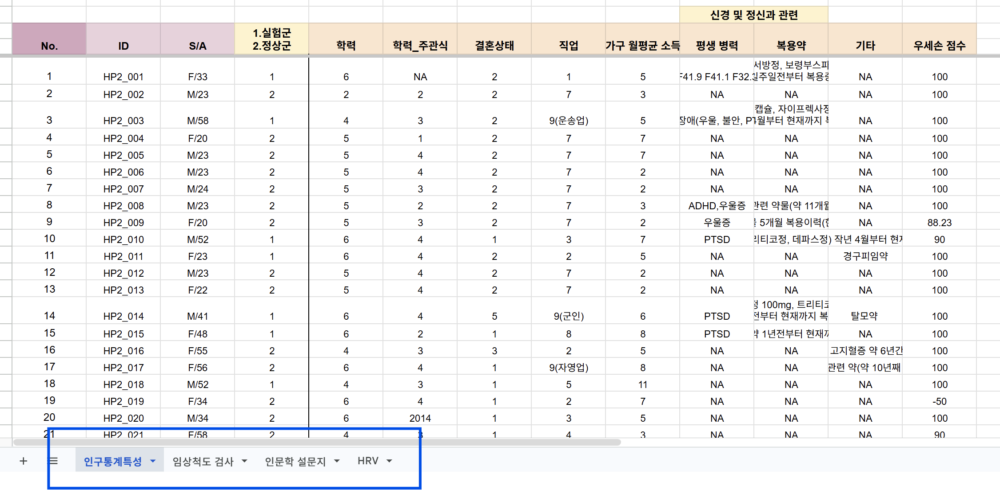 신경 및 정신과 관련
No. ID S/A 1.실험군 2.정상군 학력 학력_주관식 결혼상태 직업 가구 월평균 소득 평생 병력 복용약 기타 우세손 점수
1 HP2_001 F/33 1 6 NA 2 1 5 F41.9 F41.1 F32. 서방정, 보령부스파 일주일전부터 복용중 NA 100
2 HP2_002 M/23 2 2 2 2 7 3 NA NA NA 100
3 HP2_003 M/58 1 4 3 2 9(운송업) 5 장애(우울, 불안, PT 캡슐, 자이프렉사정 4월부터 현재까지 NA 100
4 HP2_004 F/20 2 5 1 2 7 7 NA NA NA 100
5 HP2_005 M/23 2 5 4 2 7 7 NA NA NA 100
6 HP2_006 M/23 2 5 4 2 7 2 NA NA NA 100
7 HP2_007 M/24 2 5 3 2 7 2 NA NA NA 100
8 HP2_008 M/23 2 5 2 2 7 3 ADHD,우울증 관련 약물(약 11개월 NA 100
9 HP2_009 F/20 2 5 3 2 7 2 우울증 5개월 복용이력( NA 88.23
10 HP2_010 M/52 1 6 4 1 3 7 PTSD 리티코정, 데파스정) 작년 4월부터 현재 90
11 HP2_011 F/23 1 6 4 2 2 5 NA NA 경구피임약 100
12 HP2_012 M/23 2 5 4 2 7 2 NA NA NA 100
13 HP2_013 F/22 2 5 4 2 7 2 NA NA NA 100
14 HP2_014 M/41 1 6 4 5 9(군인) 6 PTSD 정 100mg, 트리티코 전부터 현재까지 복 탈모약 100
15 HP2_015 F/48 1 6 2 1 8 8 PTSD 약 1년전부터 현재까 NA 100
16 HP2_016 F/55 2 4 3 3 2 5 NA NA 고지혈증 약 6년간 100
17 HP2_017 F/56 2 6 4 1 9(자영업) 8 NA NA 관련 약(약 10년째 100
18 HP2_018 M/52 1 4 3 1 5 11 NA NA NA 100
19 HP2_019 F/34 2 6 4 1 2 7 NA NA NA -50
20 HP2_020 M/34 2 6 2014 1 3 5 NA NA NA 100
21 HP2_021 F/58 2 4 3 1 4 3 NA NA NA 90
+ 인구통계특성 임상척도 검사 인문학 설문지 HRV